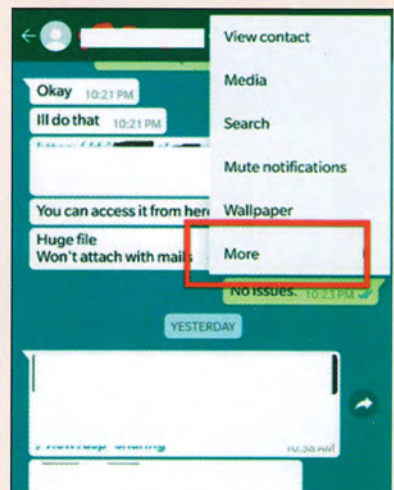 View contact
Media
Search
Mute notifications
Wallpaper
More
Okay 10:21 PM
Ill do that 10:21 PM
You can access it from here
Huge file
Won't attach with mails
No issues. 10:23 PM
YESTERDAY